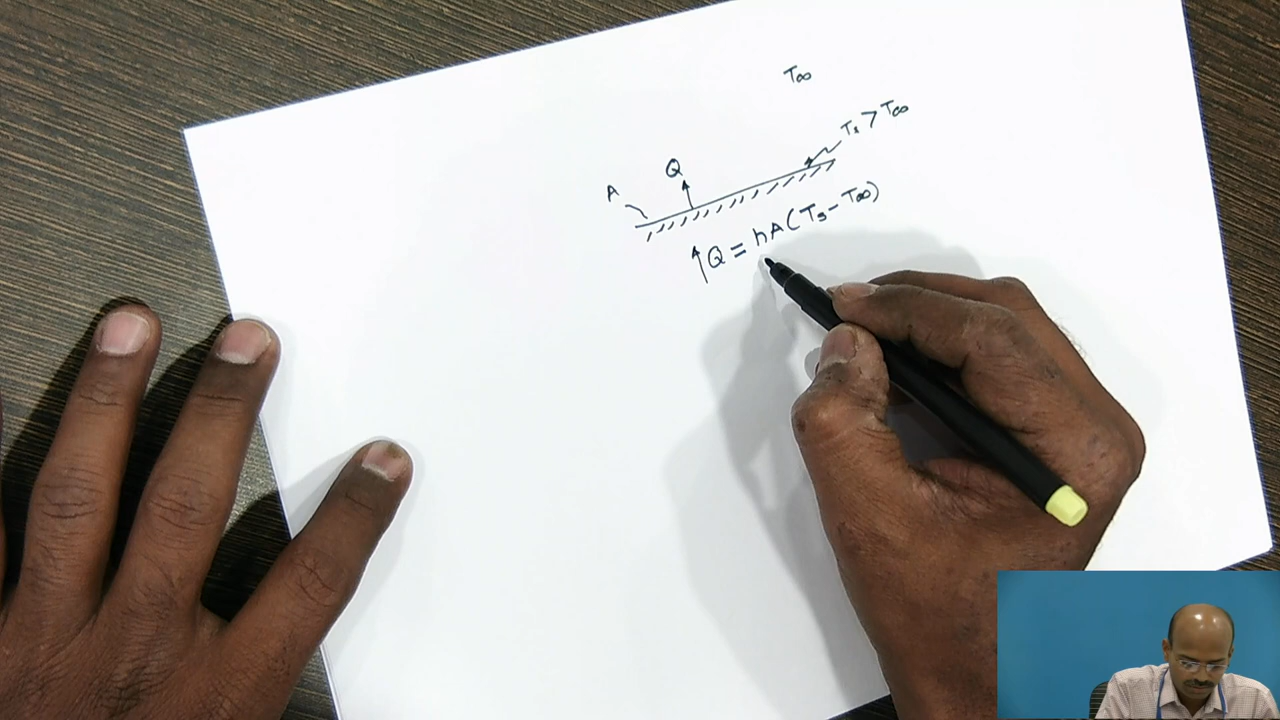 T∞
Ts > T∞
Q
A
↑Q = hA(Ts - T∞)